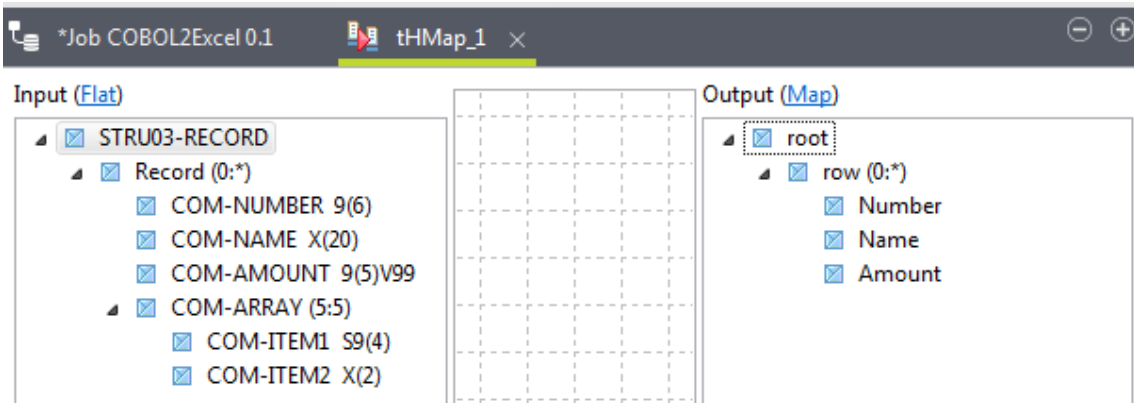 *Job COBOL2Excel 0.1 tHMap_1
Input (Flat)
STRU03-RECORD
Record (0:*)
COM-NUMBER 9(6)
COM-NAME X(20)
COM-AMOUNT 9(5)V99
COM-ARRAY (5:5)
COM-ITEM1 S9(4)
COM-ITEM2 X(2)
Output (Map)
root
row (0:*)
Number
Name
Amount